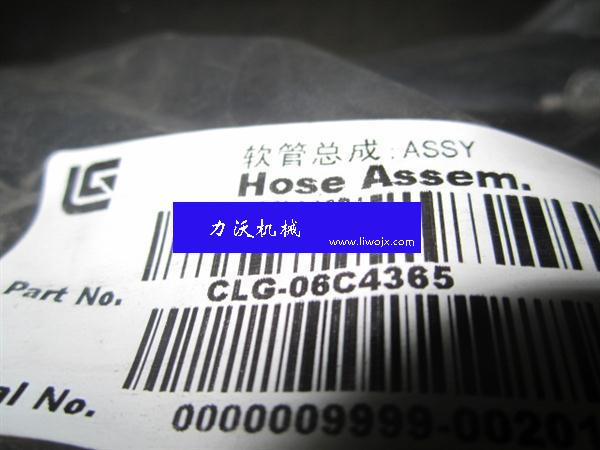 软管总成:ASSY
Hose Assem.
力沃机械
www.liwojx.com
Part No.
CLG-06C4365
al No.
0000009999-00201